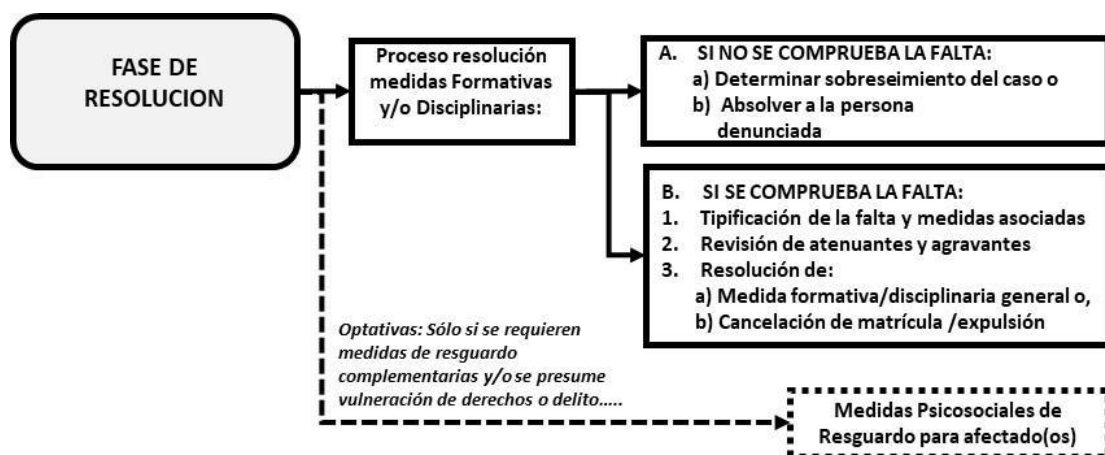 FASE DE
RESOLUCION
Proceso resolución
medidas Formativas
y/o Disciplinarias:
A. SI NO SE COMPRUEBA LA FALTA:
a) Determinar sobreseimiento del caso o
b) Absolver a la persona
denunciada
B. SI SE COMPRUEBA LA FALTA:
1. Tipificación de la falta y medidas asociadas
2. Revisión de atenuantes y agravantes
3. Resolución de:
a) Medida formativa/disciplinaria general o,
b) Cancelación de matrícula /expulsión
Optativas: Sólo si se requieren
medidas de resguardo
complementarias y/o se presume
vulneración de derechos o delito.....
Medidas Psicosociales de
Resguardo para afectado(os)